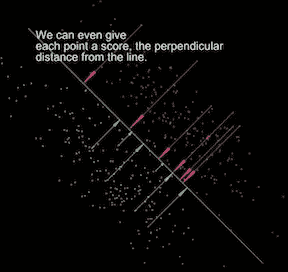 We can even give
each point a score, the perpendicular
distance from the line.